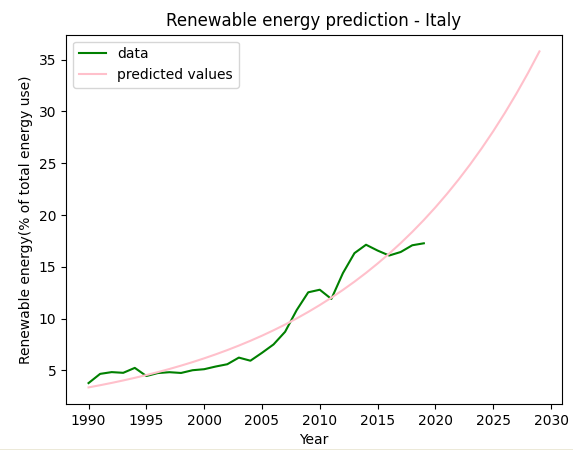 Renewable energy prediction - Italy
data
predicted values
Renewable energy(% of total energy use)
35
30
25
20
15
10
5
1990 1995 2000 2005 2010 2015 2020 2025 2030
Year